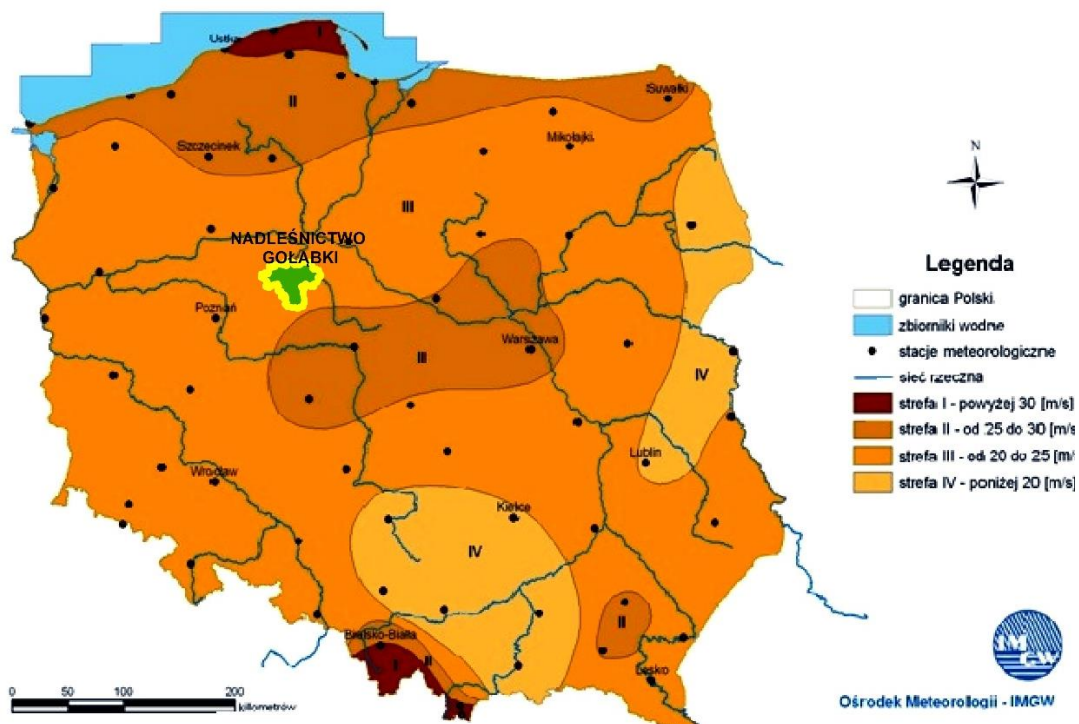 Ustka
I
II
Suwałki
Szczecinek
Mikołajki
N
III
NADLEŚNICTWO
GOŁĄBKI
Poznań
Warszawa
III
IV
Lublin
Wrocław
Kielce
IV
II
Bielsko-Biała
I
II
Lesko
I
Legenda
granica Polski
zbiorniki wodne
stacje meteorologiczne
sieć rzeczna
strefa I - powyżej 30 [m/s]
strefa II - od 25 do 30 [m/s
strefa III - od 20 do 25 [m/s
strefa IV - poniżej 20 [m/s]
0 50 100 200
kilometrów
IMGW
Ośrodek Meteorologii - IMGW